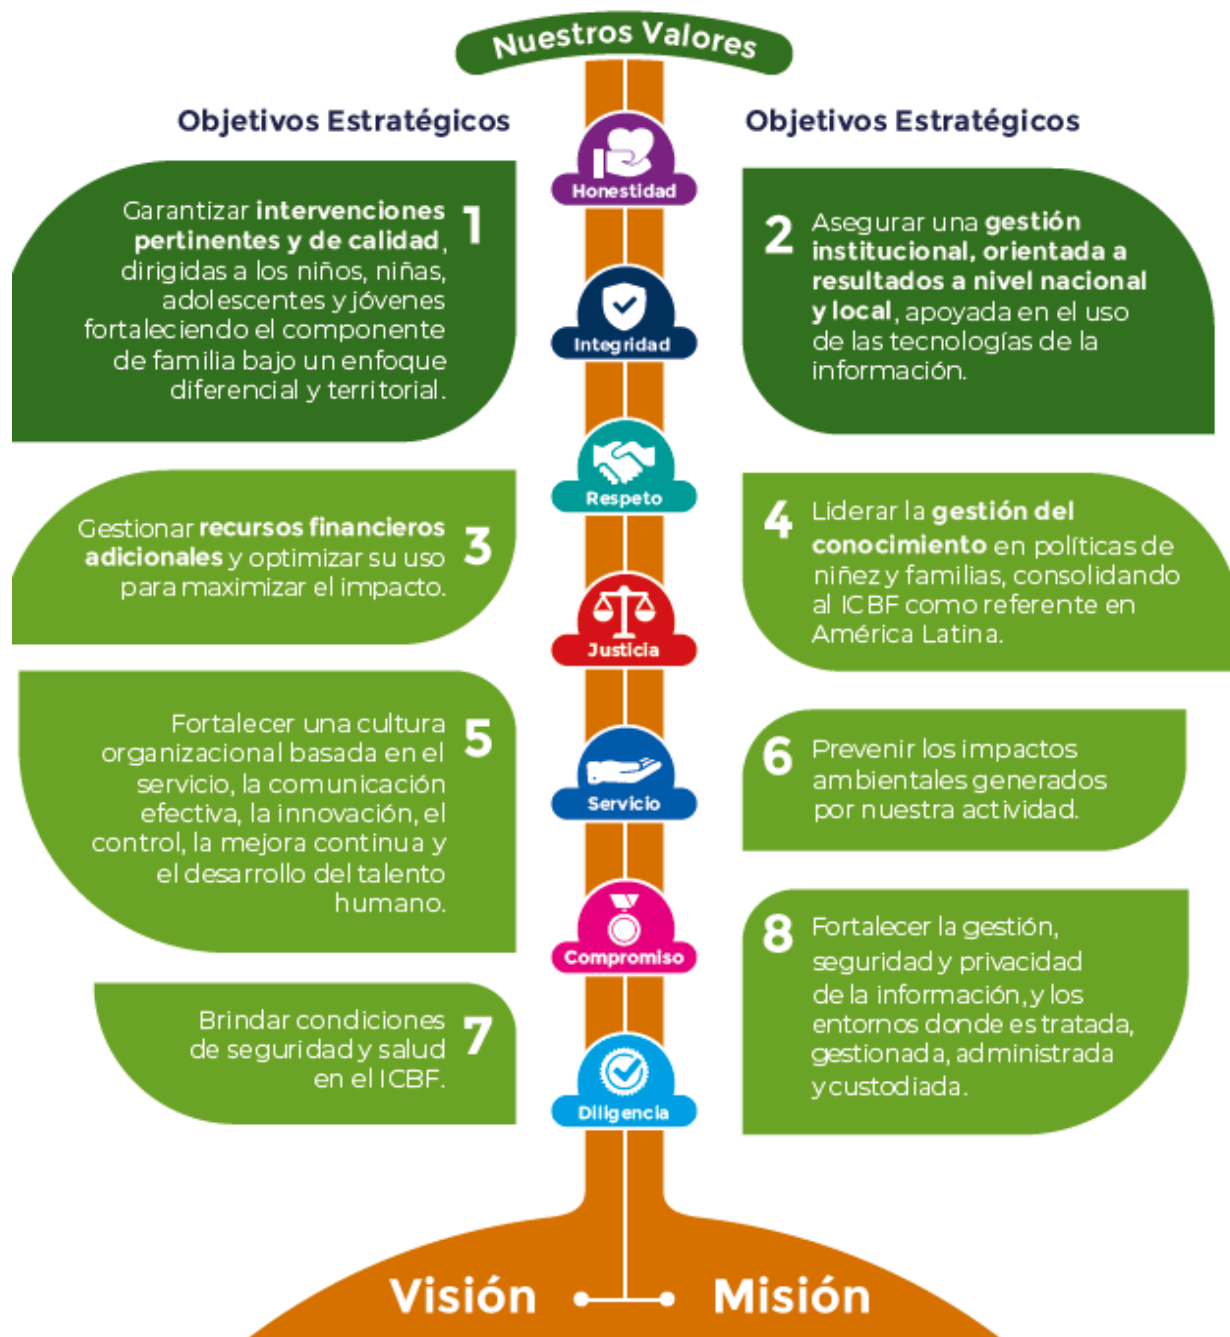 Nuestros Valores
Objetivos Estratégicos
Objetivos Estratégicos
Honestidad
1
Garantizar intervenciones
pertinentes y de calidad,
dirigidas a los niños, niñas,
adolescentes y jóvenes
fortaleciendo el componente
de familia bajo un enfoque
diferencial y territorial.
2
Asegurar una gestión
institucional, orientada a
resultados a nivel nacional
y local, apoyada en el uso
de las tecnologías de la
información.
Integridad
Respeto
3
Gestionar recursos financieros
adicionales y optimizar su uso
para maximizar el impacto.
4
Liderar la gestión del
conocimiento en políticas de
niñez y familias, consolidando
al ICBF como referente en
América Latina.
Justicia
5
Fortalecer una cultura
organizacional basada en el
servicio, la comunicación
efectiva, la innovación, el
control, la mejora continua y
el desarrollo del talento
humano.
6
Prevenir los impactos
ambientales generados
por nuestra actividad.
Servicio
Compromiso
7
Brindar condiciones
de seguridad y salud
en el ICBF.
8
Fortalecer la gestión,
seguridad y privacidad
de la información, y los
entornos donde es tratada,
gestionada, administrada
y custodiada.
Diligencia
Visión
Misión